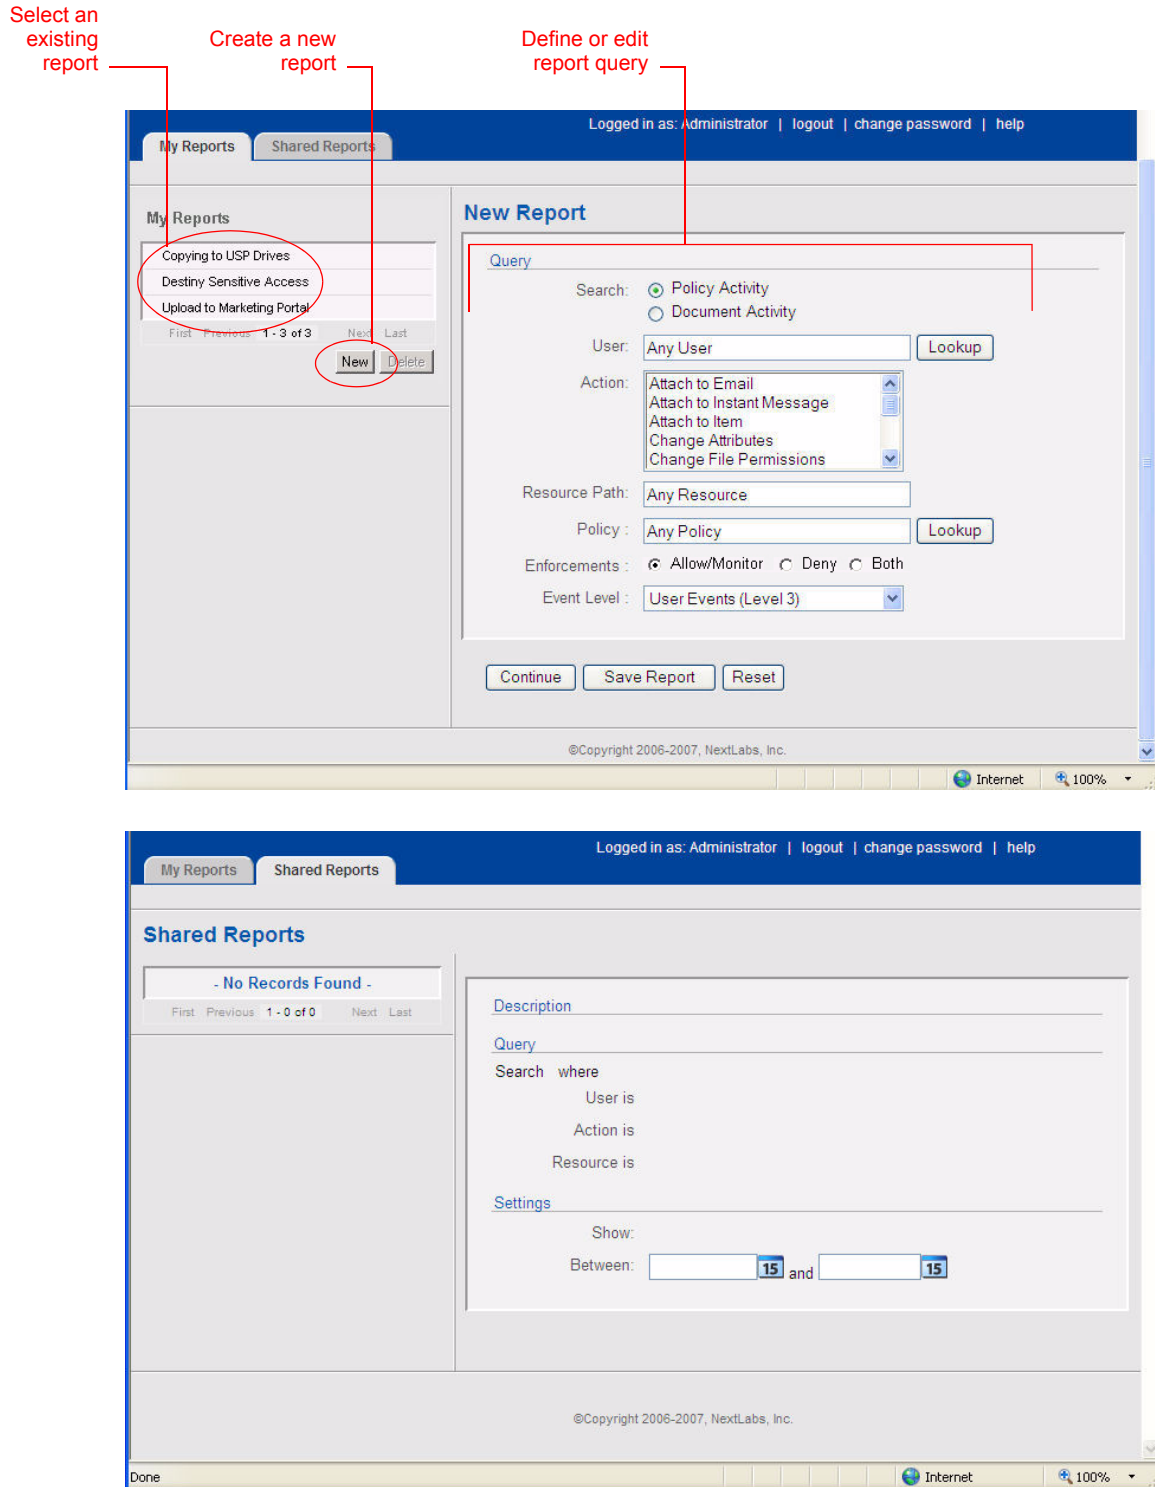 Select an
existing
report
Create a new
report
Define or edit
report query
Logged in as: Administrator | logout | change password | help
My Reports
Shared Reports
My Reports
Copying to USP Drives
Destiny Sensitive Access
Upload to Marketing Portal
First Previous 1 - 3 of 3 Next Last
New Delete
New Report
Query
Search: Policy Activity
Document Activity
User: Any User Lookup
Action: Attach to Email
Attach to Instant Message
Attach to Item
Change Attributes
Change File Permissions
Resource Path: Any Resource
Policy : Any Policy Lookup
Enforcements : Allow/Monitor Deny Both
Event Level : User Events (Level 3)
Continue Save Report Reset
©Copyright 2006-2007, NextLabs, Inc.
Internet 100%
Logged in as: Administrator | logout | change password | help
My Reports Shared Reports
Shared Reports
- No Records Found -
First Previous 1 - 0 of 0 Next Last
Description
Query
Search where
User is
Action is
Resource is
Settings
Show:
Between: 15 and 15
©Copyright 2006-2007, NextLabs, Inc.
Done Internet 100%